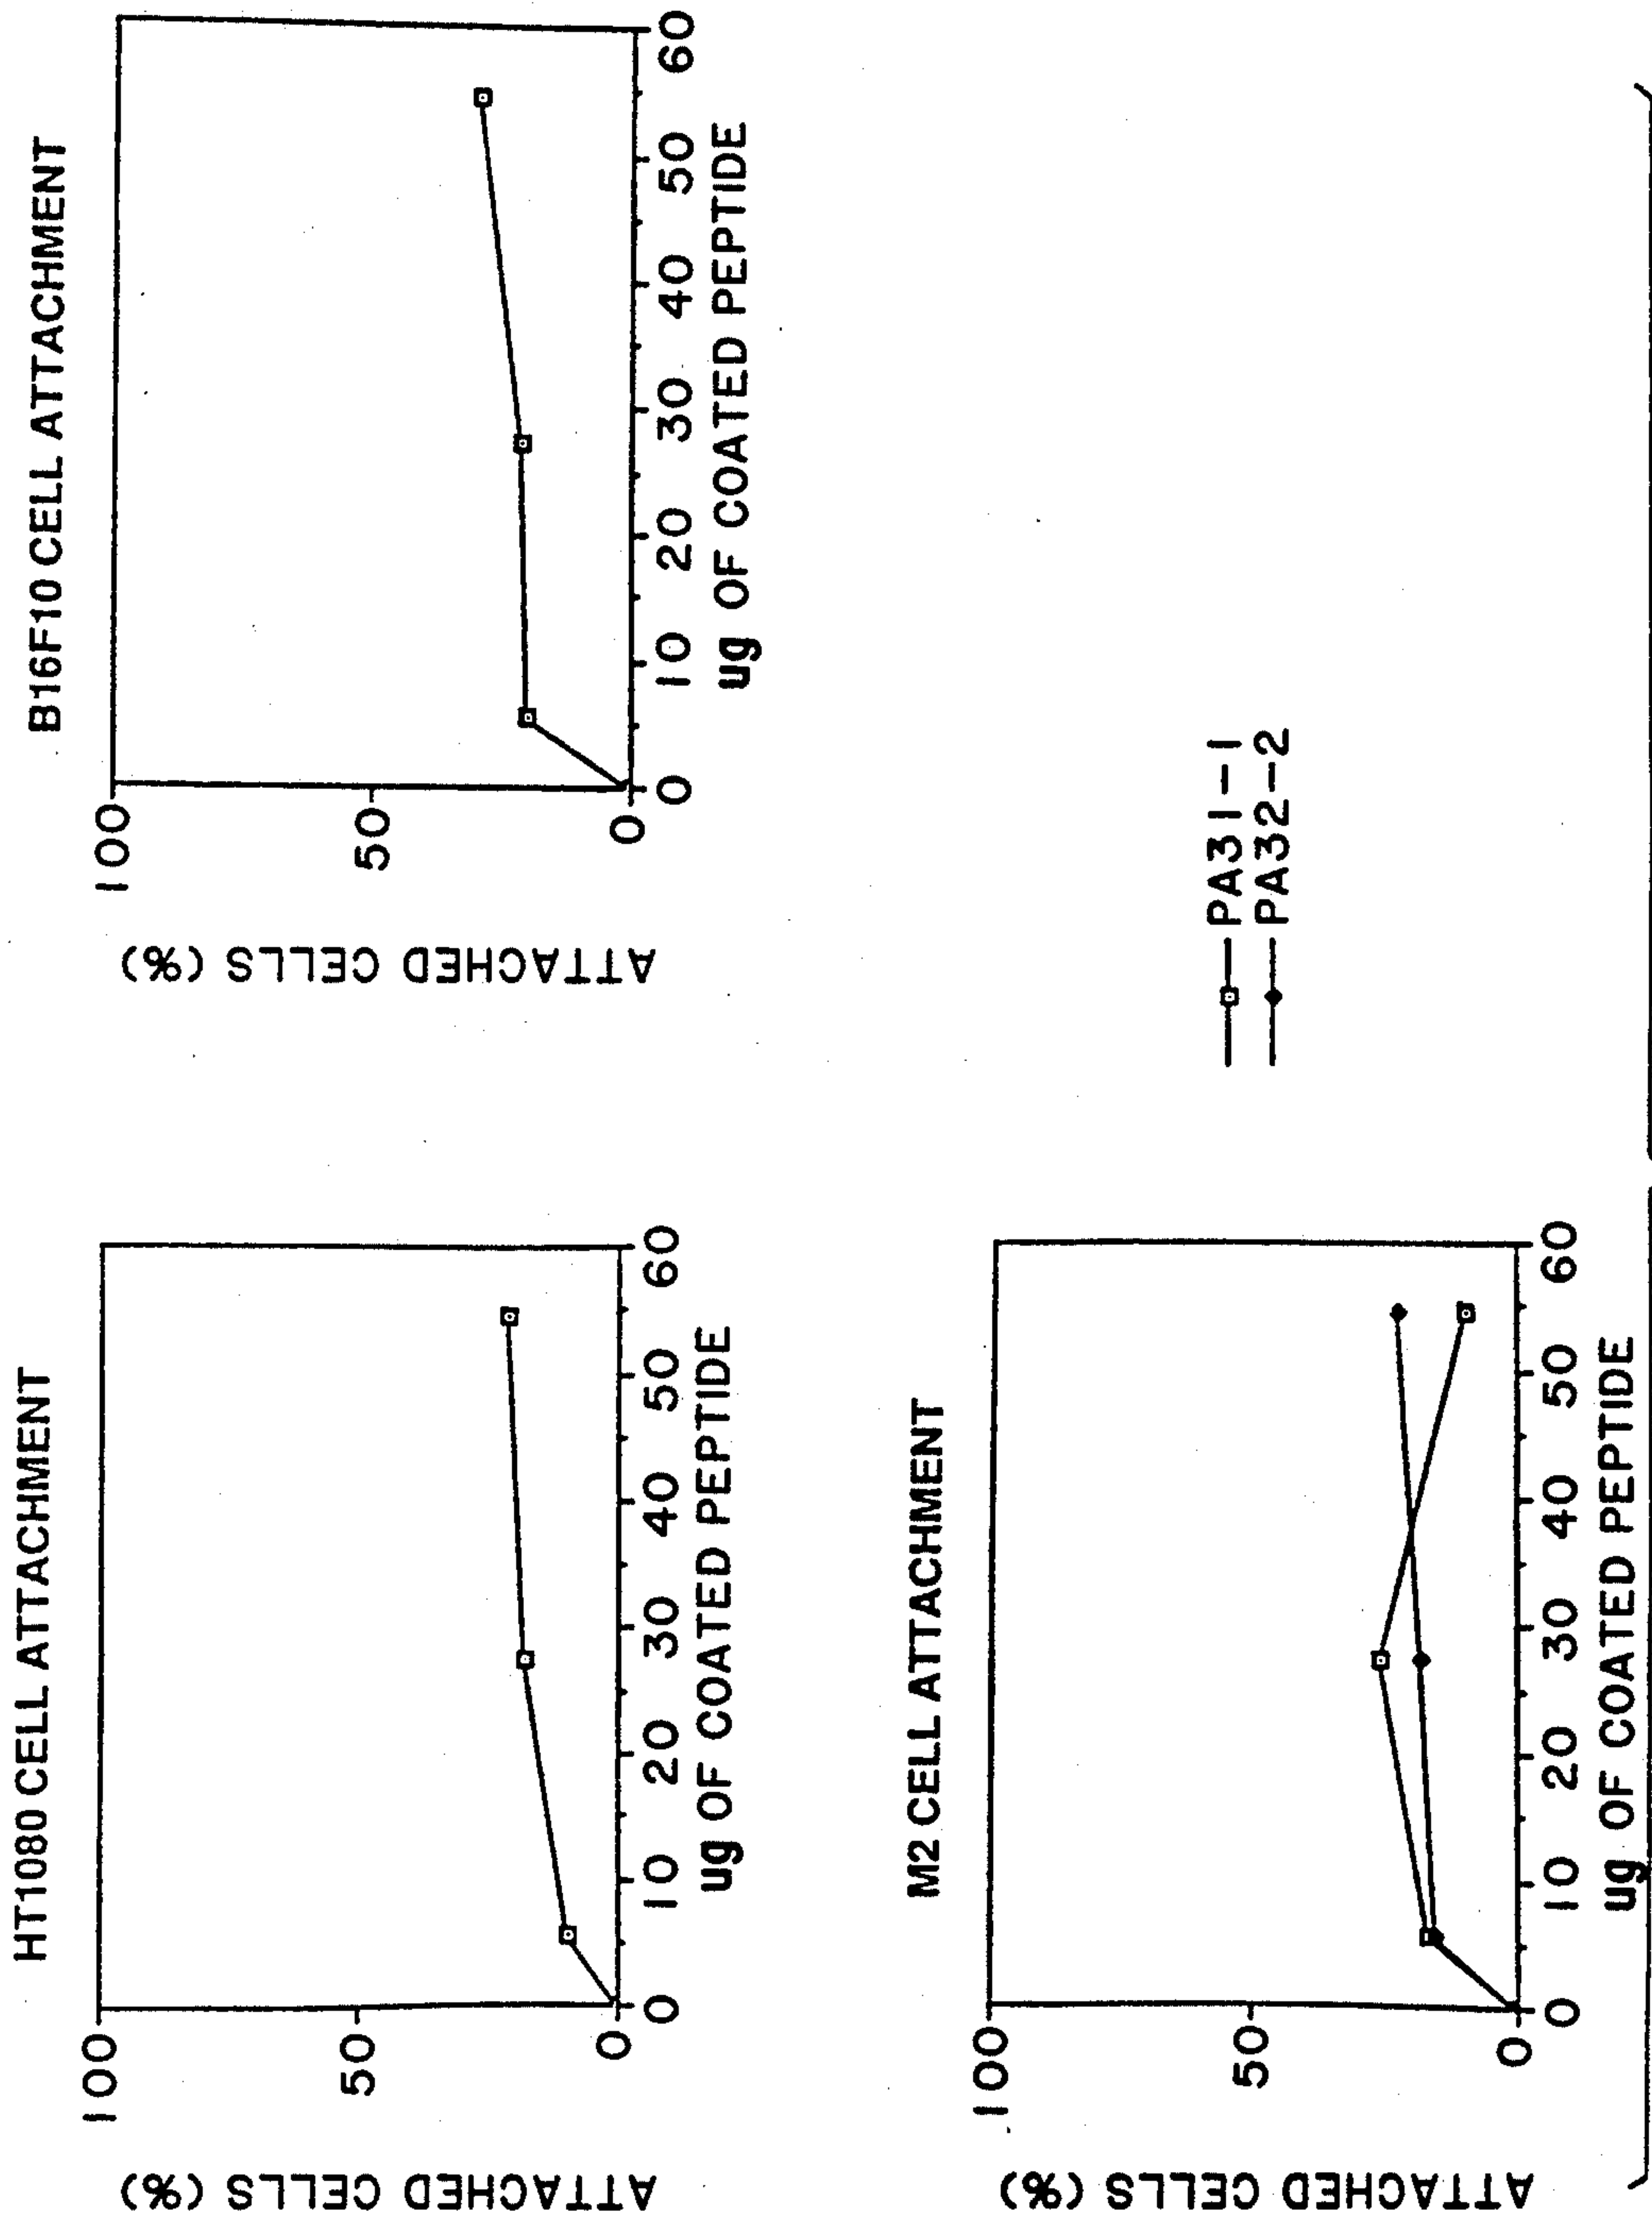 HT1080 CELL ATTACHMENT
ATTACHED CELLS (%)
100
50
0
0 10 20 30 40 50 60
ug OF COATED PEPTIDE
B16F10 CELL ATTACHMENT
ATTACHED CELLS (%)
100
50
0
0 10 20 30 40 50 60
ug OF COATED PEPTIDE
M2 CELL ATTACHMENT
ATTACHED CELLS (%)
100
50
0
0 10 20 30 40 50 60
ug OF COATED PEPTIDE
PA31-1
PA32-2